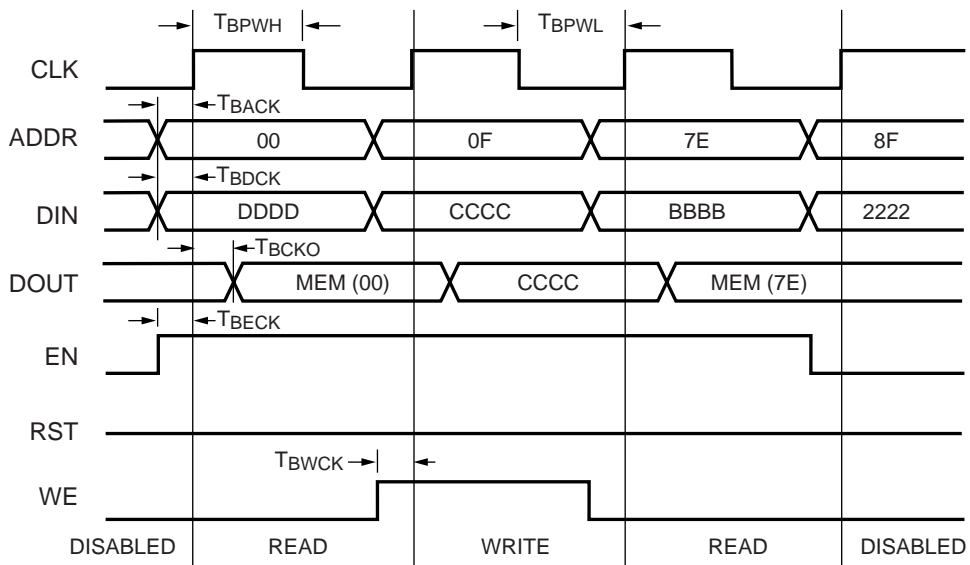 TBPWH TBPWL
CLK
TBACK
ADDR 00 0F 7E 8F
TBDCK
DIN DDDD CCCC BBBB 2222
TBCKO
DOUT MEM (00) CCCC MEM (7E)
TBECK
EN
RST
TBWCK
WE
DISABLED READ WRITE READ DISABLED